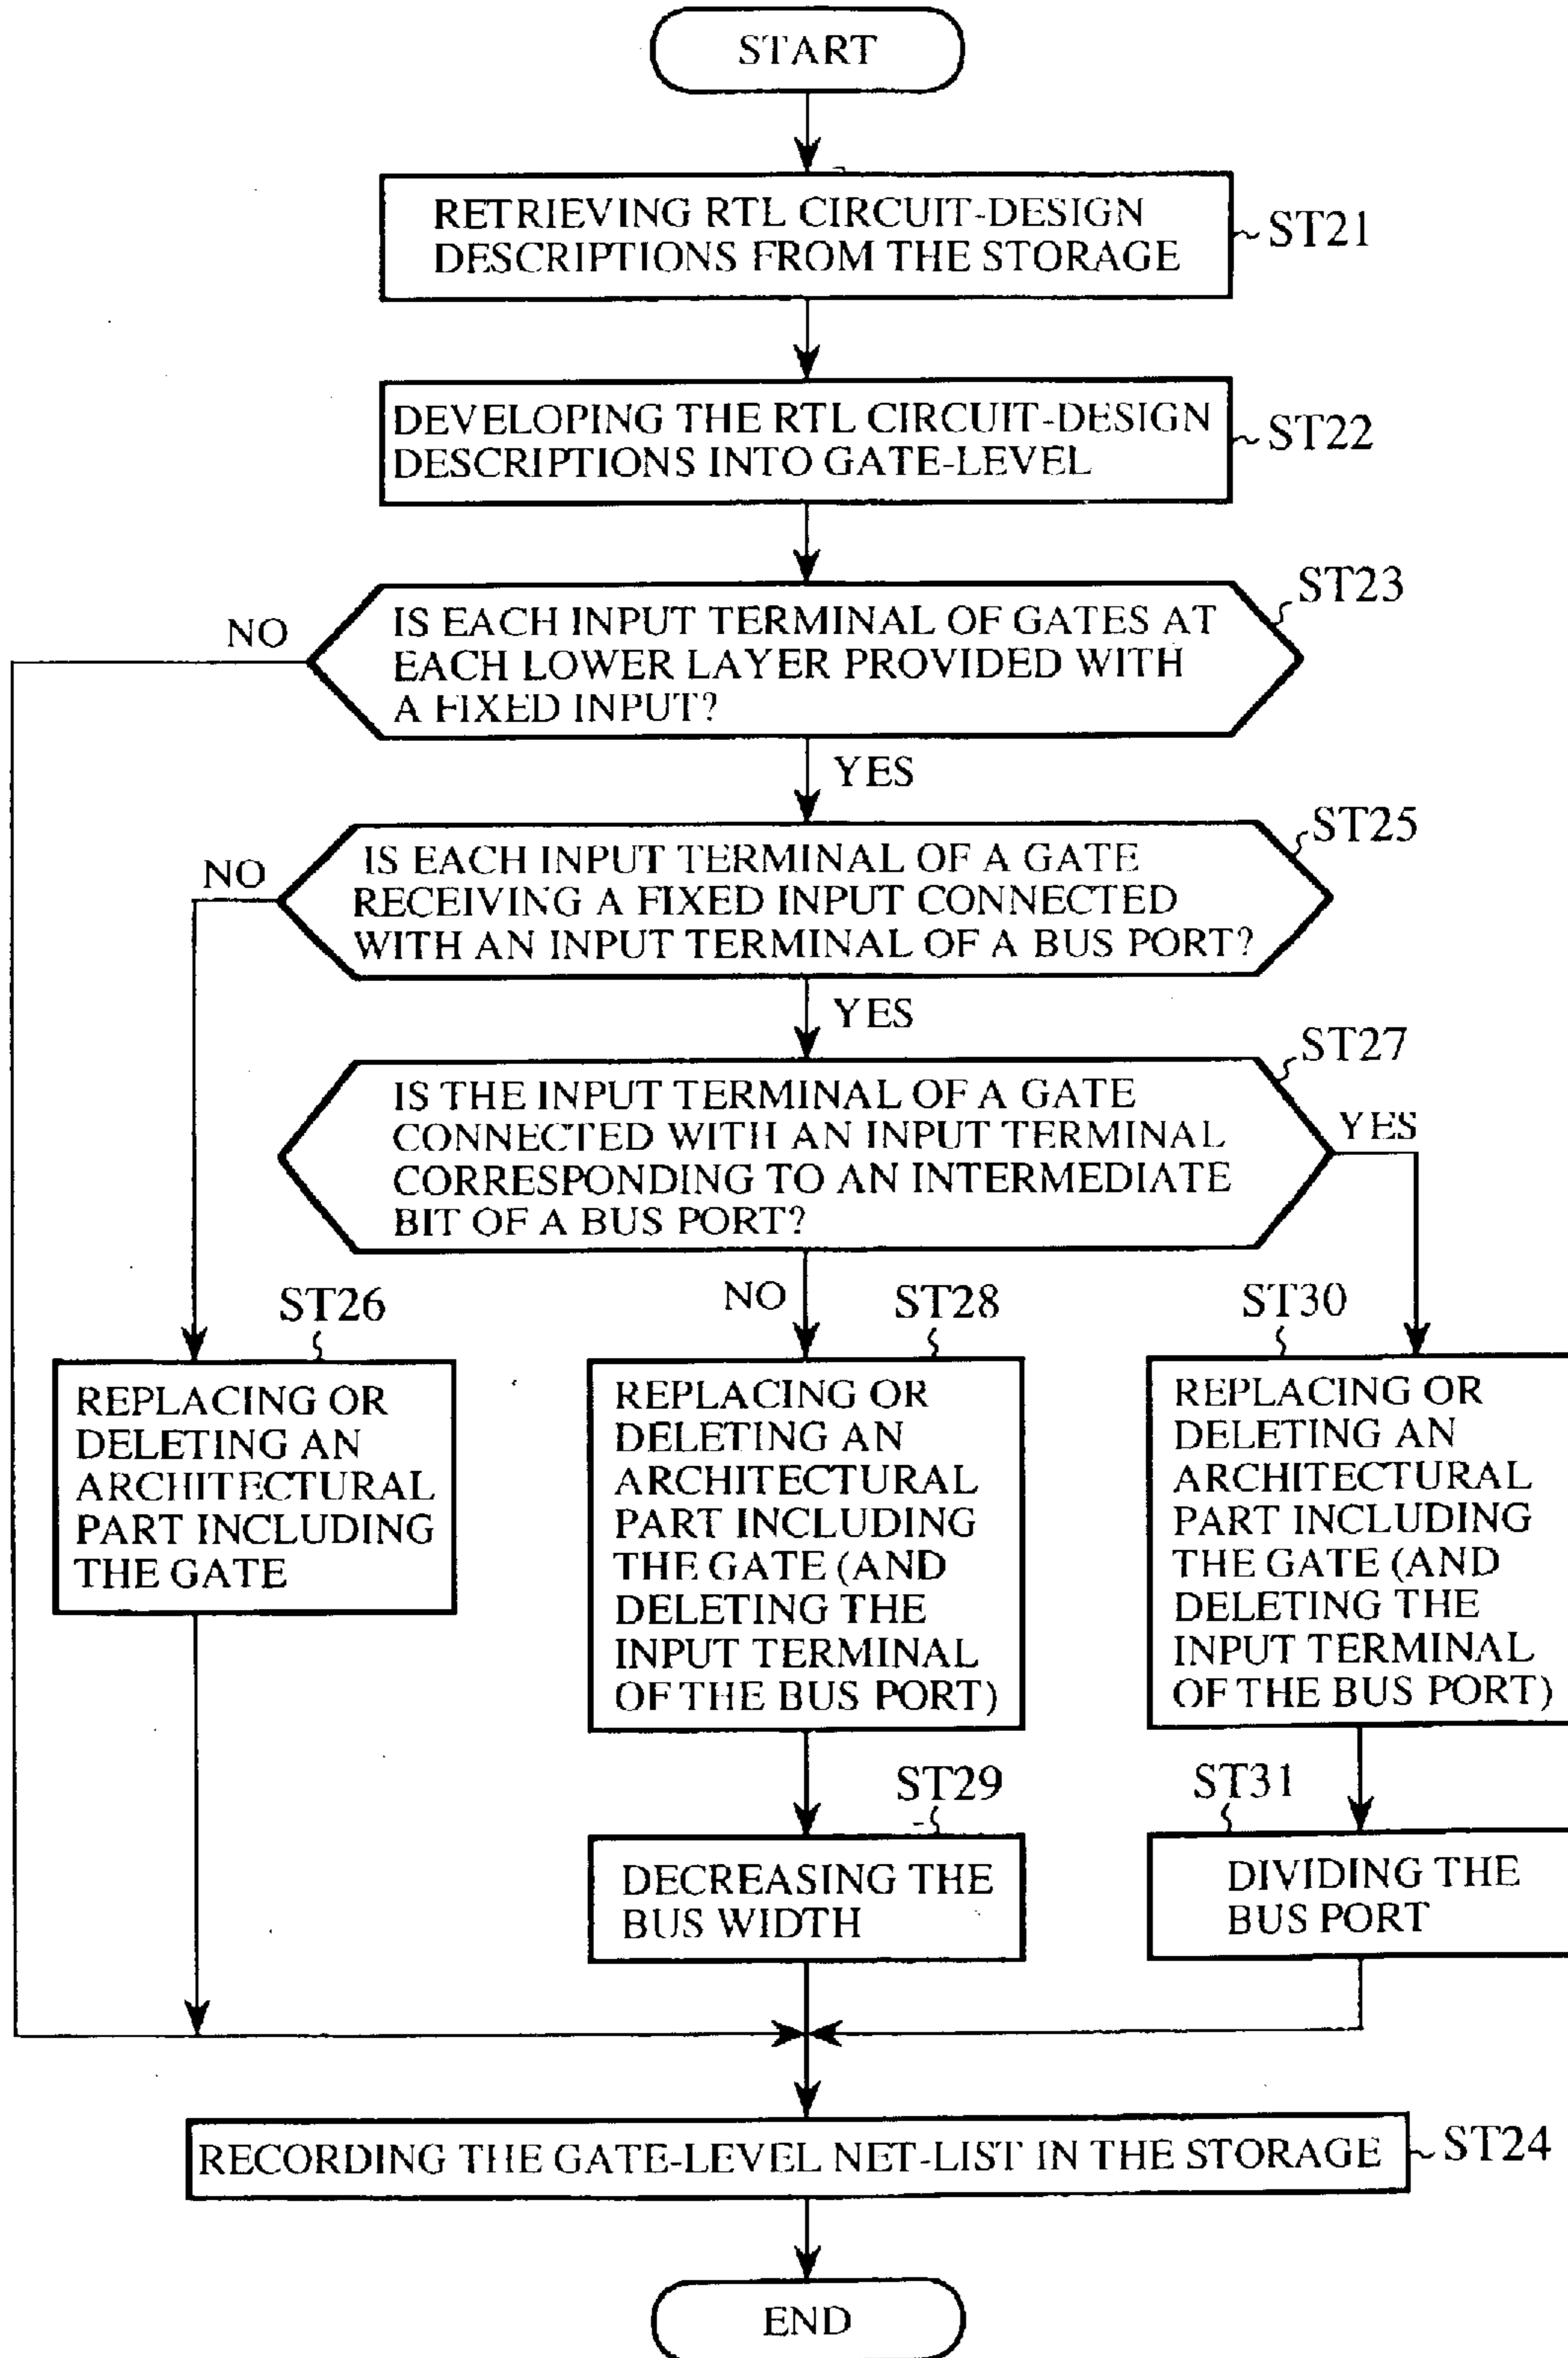 START
RETRIEVING RTL CIRCUIT-DESIGN
DESCRIPTIONS FROM THE STORAGE
ST21
DEVELOPING THE RTL CIRCUIT-DESIGN
DESCRIPTIONS INTO GATE-LEVEL
ST22
ST23
NO
IS EACH INPUT TERMINAL OF GATES AT
EACH LOWER LAYER PROVIDED WITH
A FIXED INPUT?
YES
ST25
NO
IS EACH INPUT TERMINAL OF A GATE
RECEIVING A FIXED INPUT CONNECTED
WITH AN INPUT TERMINAL OF A BUS PORT?
YES
ST27
IS THE INPUT TERMINAL OF A GATE
CONNECTED WITH AN INPUT TERMINAL
CORRESPONDING TO AN INTERMEDIATE
BIT OF A BUS PORT?
YES
NO
ST26
REPLACING OR
DELETING AN
ARCHITECTURAL
PART INCLUDING
THE GATE
ST28
REPLACING OR
DELETING AN
ARCHITECTURAL
PART INCLUDING
THE GATE (AND
DELETING THE
INPUT TERMINAL
OF THE BUS PORT)
ST30
REPLACING OR
DELETING AN
ARCHITECTURAL
PART INCLUDING
THE GATE (AND
DELETING THE
INPUT TERMINAL
OF THE BUS PORT)
ST29
DECREASING THE
BUS WIDTH
ST31
DIVIDING THE
BUS PORT
RECORDING THE GATE-LEVEL NET-LIST IN THE STORAGE
ST24
END